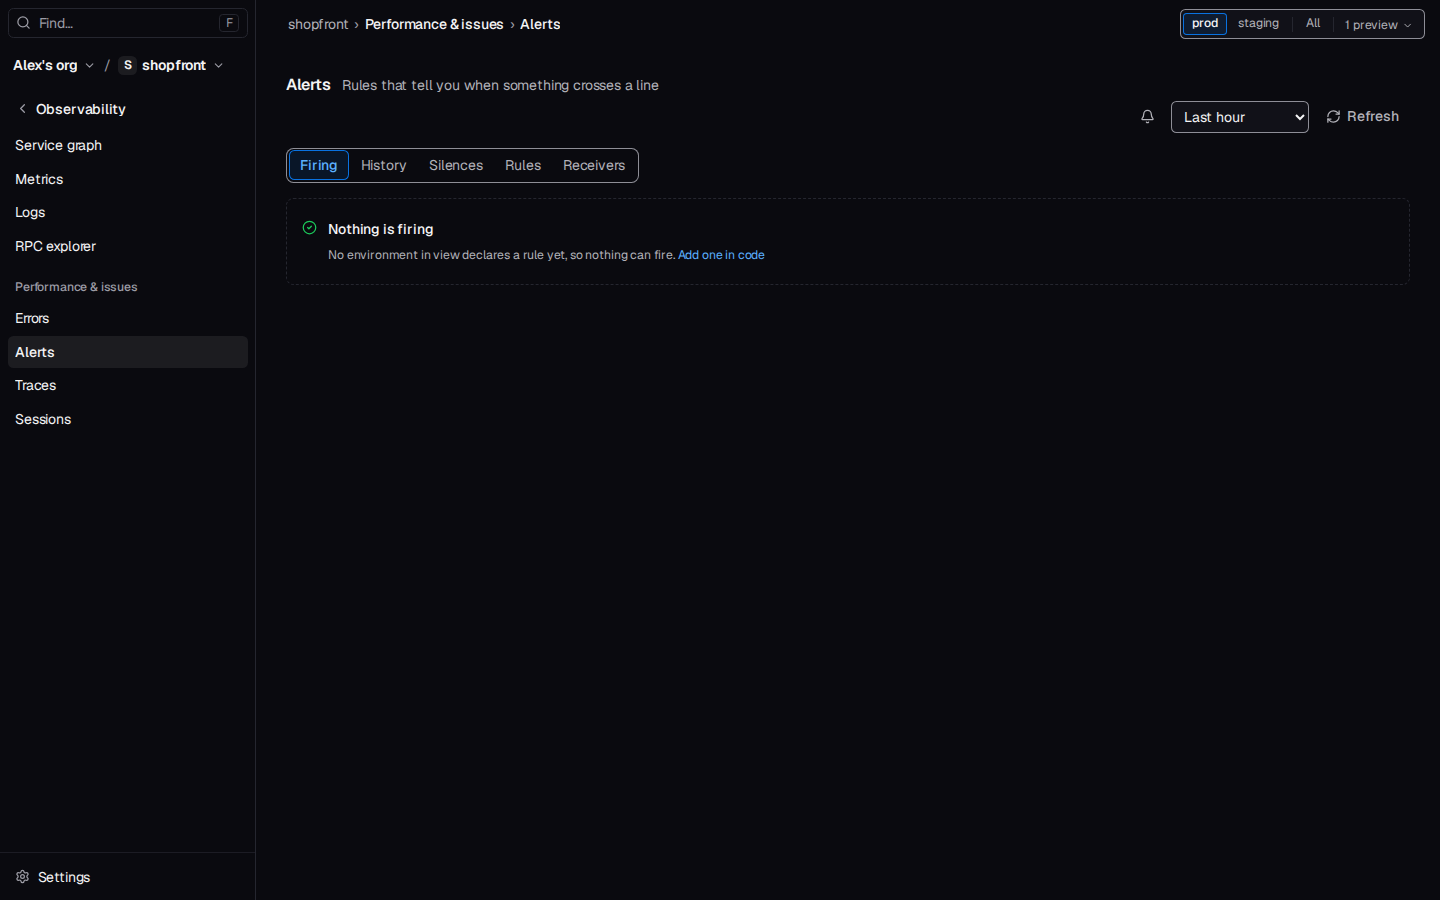 Find... F
Alex's org / S shopfront
Observability
Service graph
Metrics
Logs
RPC explorer
Performance & issues
Errors
Alerts
Traces
Sessions
Settings
shopfront › Performance & issues › Alerts
prod staging All 1 preview
Alerts Rules that tell you when something crosses a line
Last hour Refresh
Firing History Silences Rules Receivers
Nothing is firing
No environment in view declares a rule yet, so nothing can fire. Add one in code